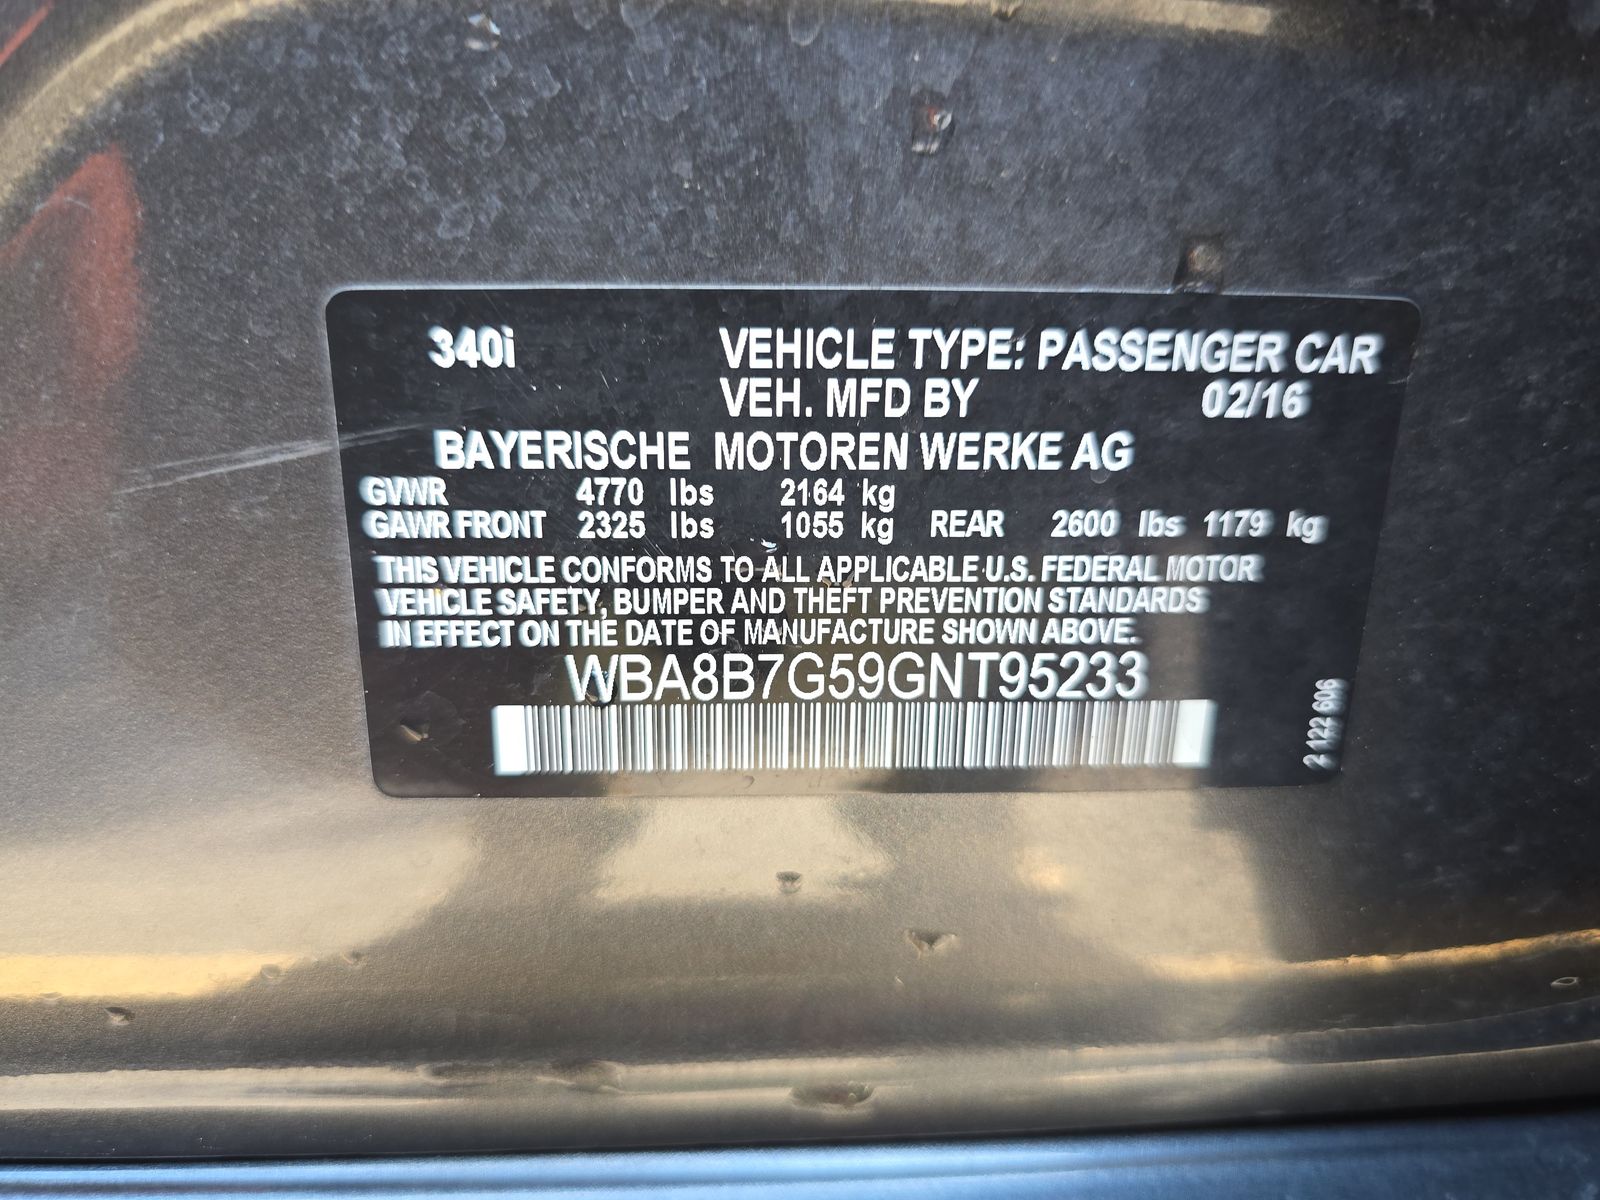 340i VEHICLE TYPE: PASSENGER CAR
VEH. MFD BY 02/16
BAYERISCHE MOTOREN WERKE AG
GVWR 4770 lbs 2164 kg
GAWR FRONT 2325 lbs 1055 kg REAR 2600 lbs 1179 kg
THIS VEHICLE CONFORMS TO ALL APPLICABLE U.S. FEDERAL MOTOR
VEHICLE SAFETY, BUMPER AND THEFT PREVENTION STANDARDS
IN EFFECT ON THE DATE OF MANUFACTURE SHOWN ABOVE.
WBA8B7G59GNT95233
2 122 606